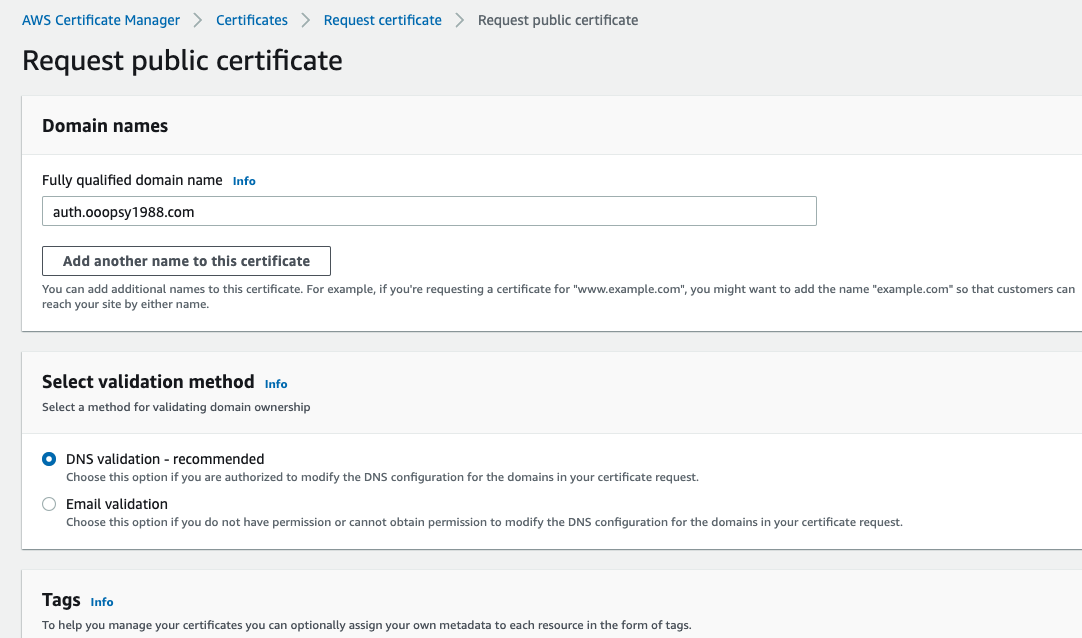 AWS Certificate Manager > Certificates > Request certificate > Request public certificate
Request public certificate
Domain names
Fully qualified domain name Info
auth.ooopsy1988.com
Add another name to this certificate
You can add additional names to this certificate. For example, if you're requesting a certificate for "www.example.com", you might want to add the name "example.com" so that customers can
reach your site by either name.
Select validation method Info
Select a method for validating domain ownership
DNS validation - recommended
Choose this option if you are authorized to modify the DNS configuration for the domains in your certificate request.
Email validation
Choose this option if you do not have permission or cannot obtain permission to modify the DNS configuration for the domains in your certificate request.
Tags Info
To help you manage your certificates you can optionally assign your own metadata to each resource in the form of tags.